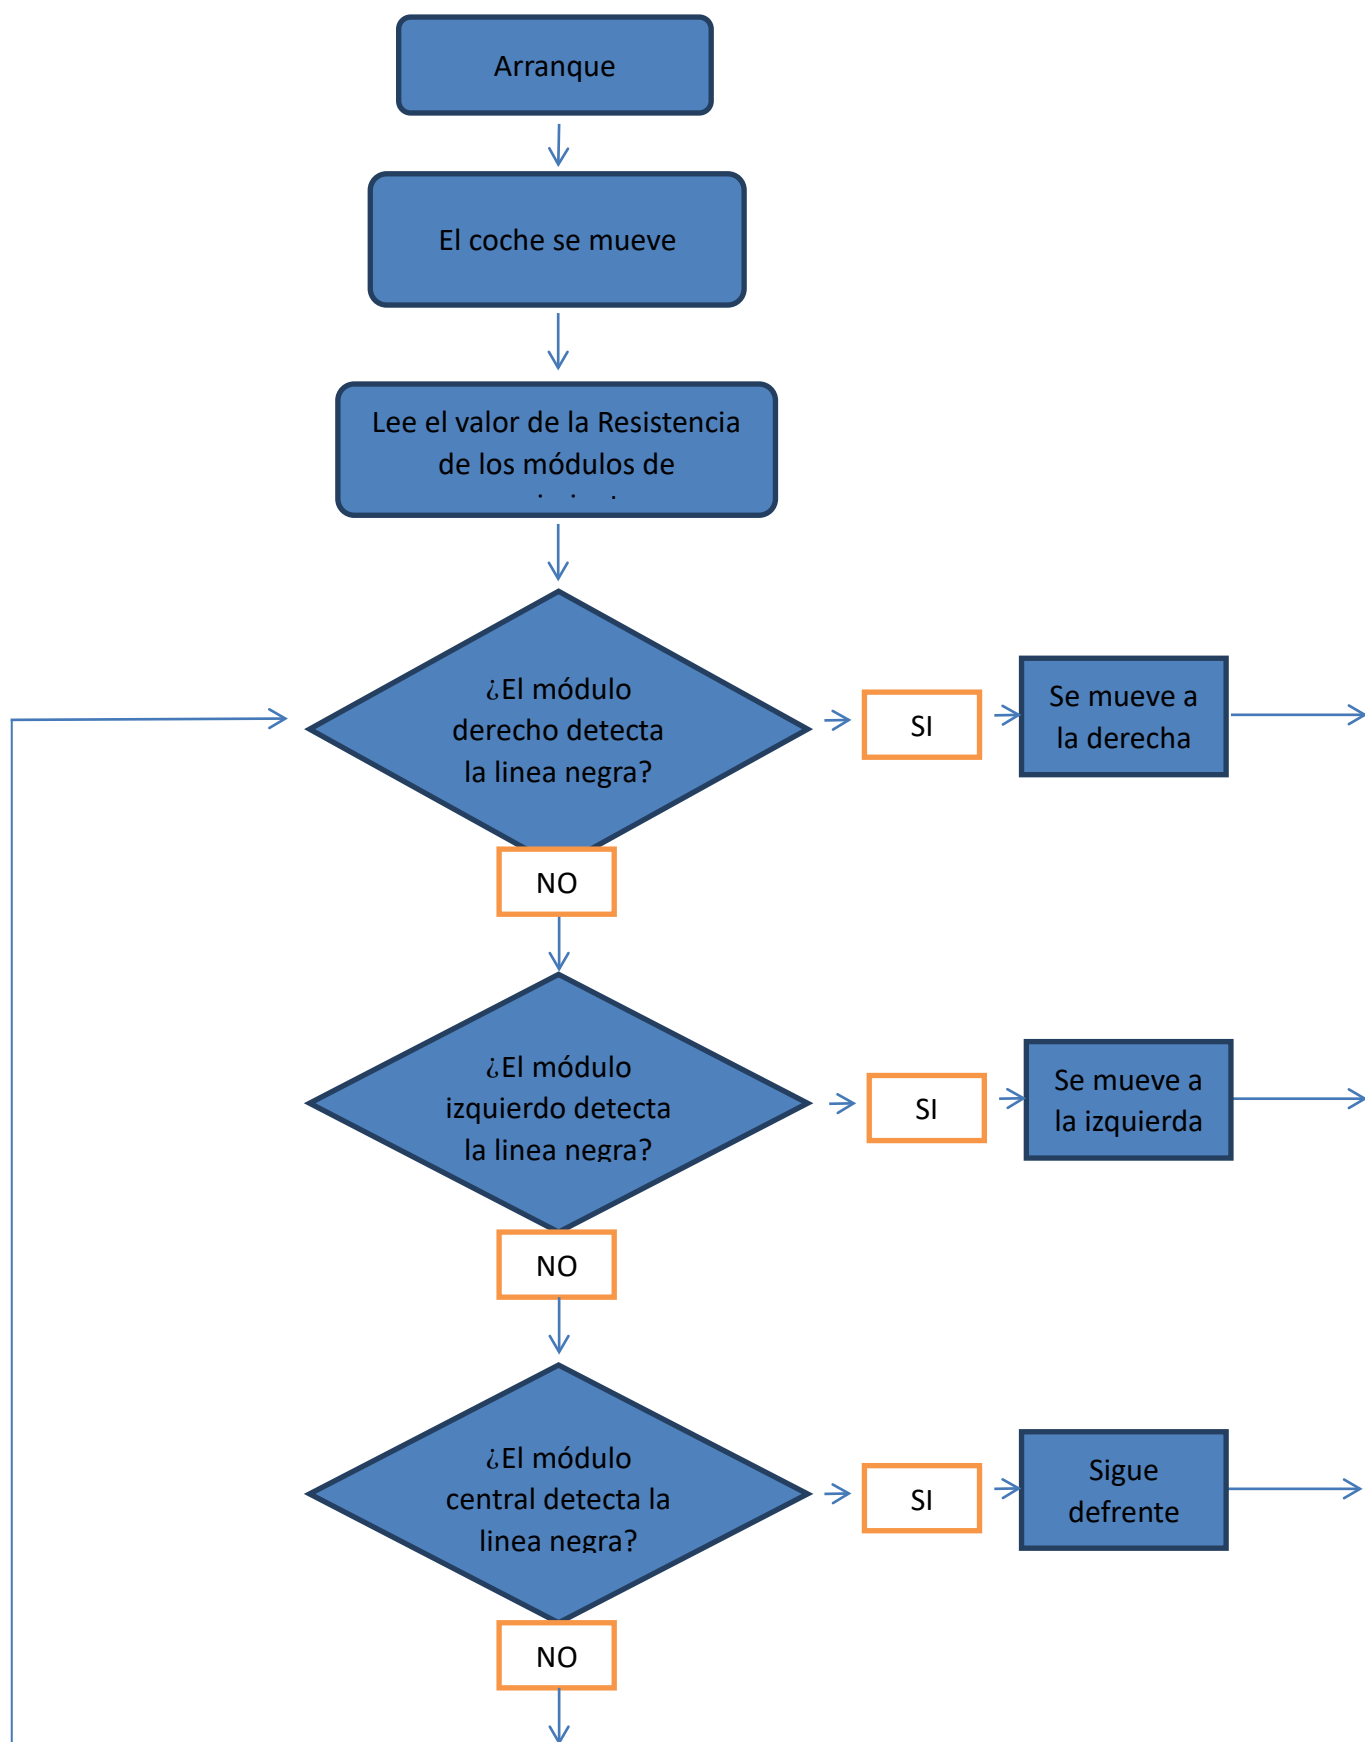 Arranque
El coche se mueve
Lee el valor de la Resistencia
de los módulos de
¿El módulo
derecho detecta
la linea negra?
SI
Se mueve a
la derecha
NO
¿El módulo
izquierdo detecta
la linea negra?
SI
Se mueve a
la izquierda
NO
¿El módulo
central detecta la
linea negra?
SI
Sigue
defrente
NO